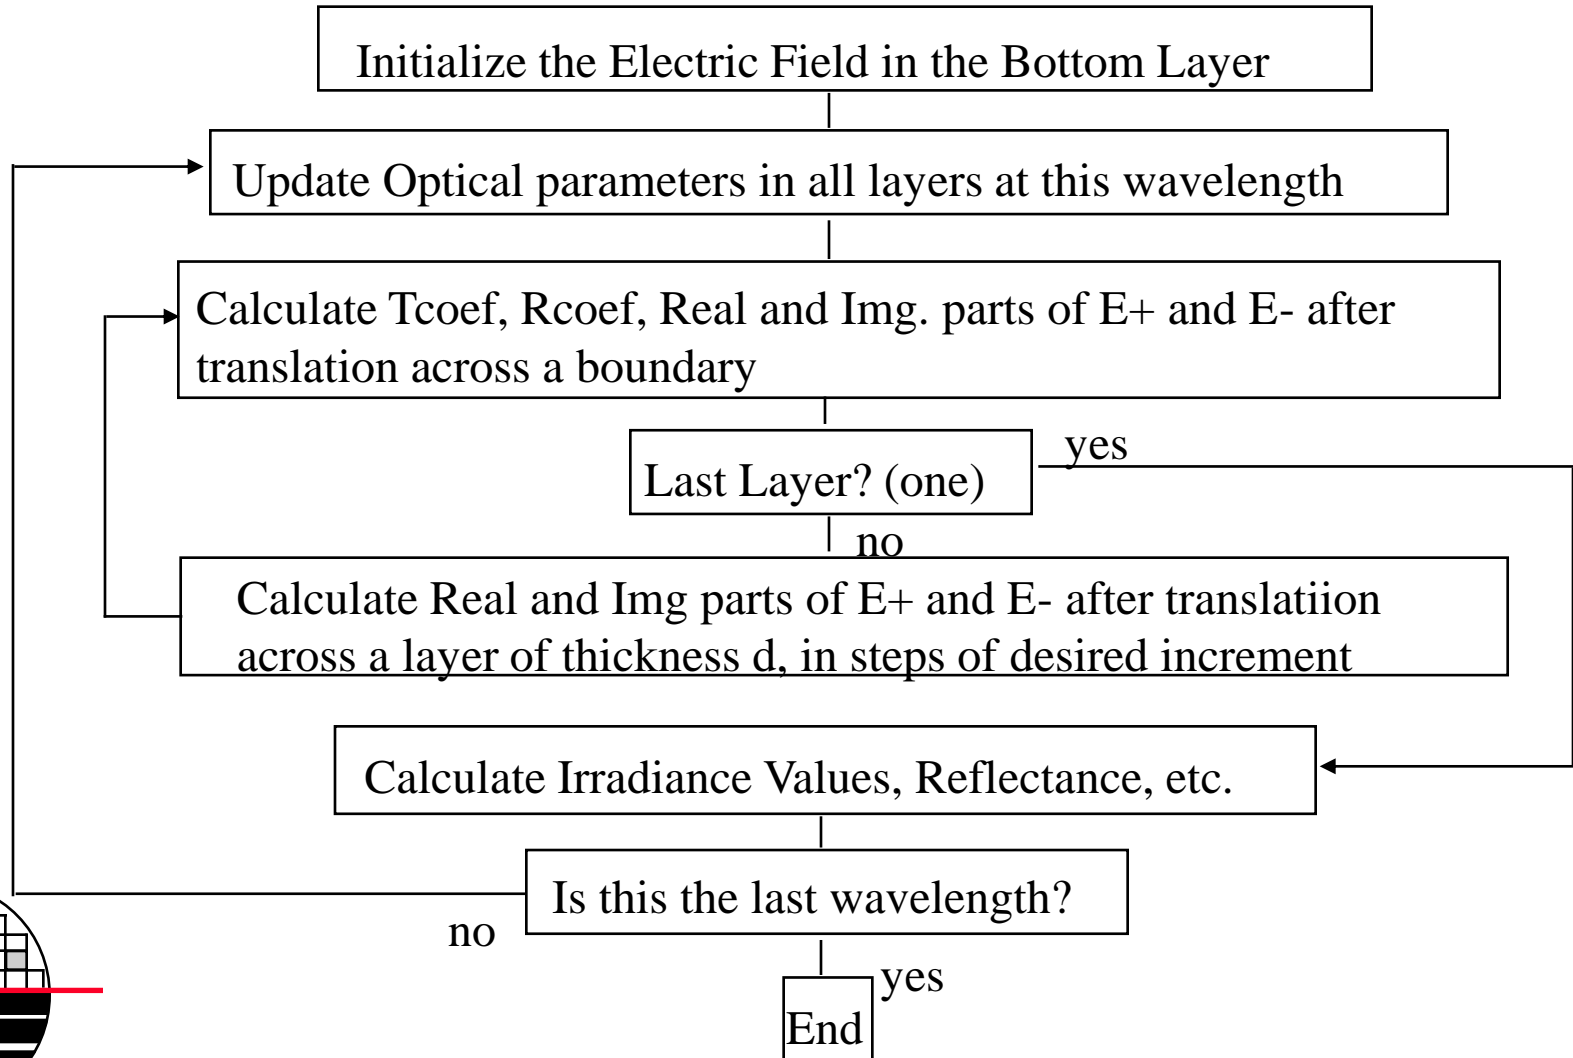 Initialize the Electric Field in the Bottom Layer
Update Optical parameters in all layers at this wavelength
Calculate Tcoef, Rcoef, Real and Img. parts of E+ and E- after
translation across a boundary
yes
Last Layer? (one)
no
Calculate Real and Img parts of E+ and E- after translatiion
across a layer of thickness d, in steps of desired increment
Calculate Irradiance Values, Reflectance, etc.
Is this the last wavelength?
no
yes
End